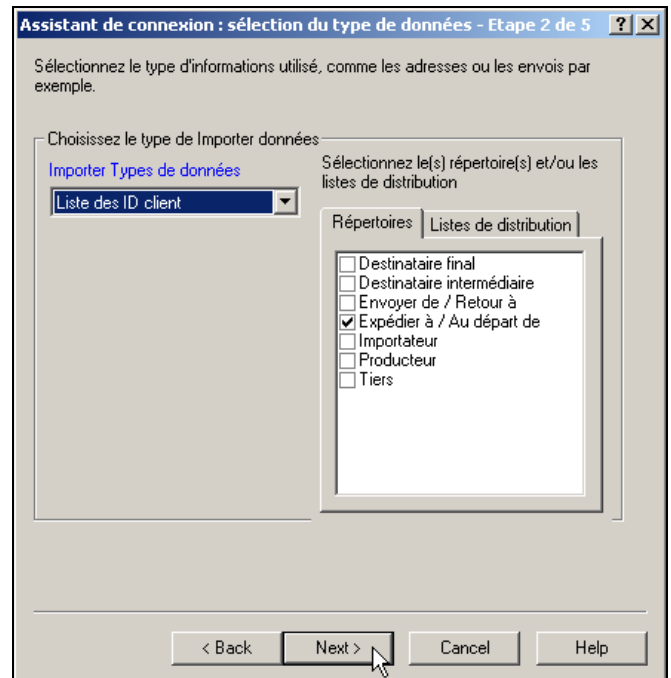 Assistant de connexion : sélection du type de données - Etape 2 de 5
Sélectionnez le type d'informations utilisé, comme les adresses ou les envois par
exemple.
Choisissez le type de Importer données
Importer Types de données
Liste des ID client
Sélectionnez le(s) répertoire(s) et/ou les
listes de distribution
Répertoires
Listes de distribution
Destinataire final
Destinataire intermédiaire
Envoyer de / Retour à
Expédier à / Au départ de
Importateur
Producteur
Tiers
< Back
Next >
Cancel
Help